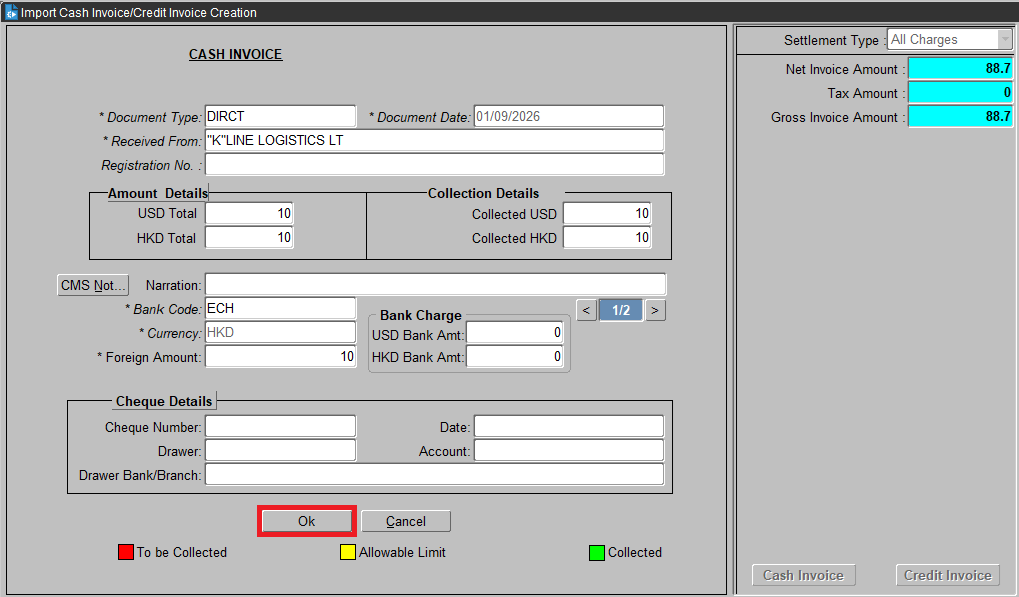 Import Cash Invoice/Credit Invoice Creation
CASH INVOICE
Settlement Type : All Charges
Net Invoice Amount : 88.7
Tax Amount : 0
Gross Invoice Amount : 88.7
* Document Type: DIRCT * Document Date: 01/09/2026
* Received From: "K"LINE LOGISTICS LT
Registration No. :
Amount Details Collection Details
USD Total 10 Collected USD 10
HKD Total 10 Collected HKD 10
CMS Not... Narration:
* Bank Code: ECH
< 1/2 >
* Currency: HKD
* Foreign Amount: 10
Bank Charge
USD Bank Amt: 0
HKD Bank Amt: 0
Cheque Details
Cheque Number: Date:
Drawer: Account:
Drawer Bank/Branch:
Ok Cancel
To be Collected Allowable Limit Collected
Cash Invoice Credit Invoice